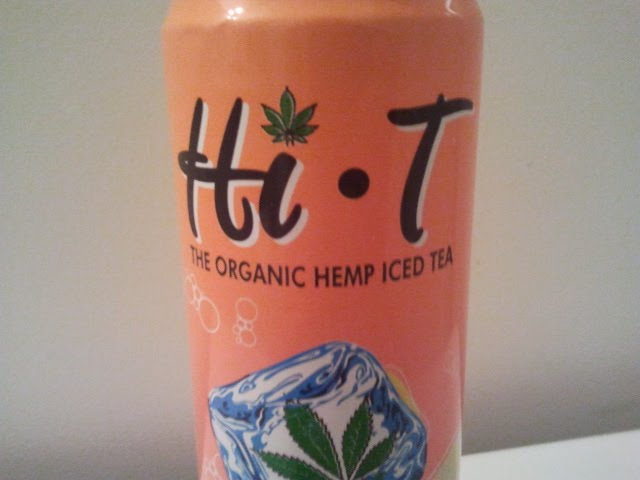 Hi • T
THE ORGANIC HEMP ICED TEA